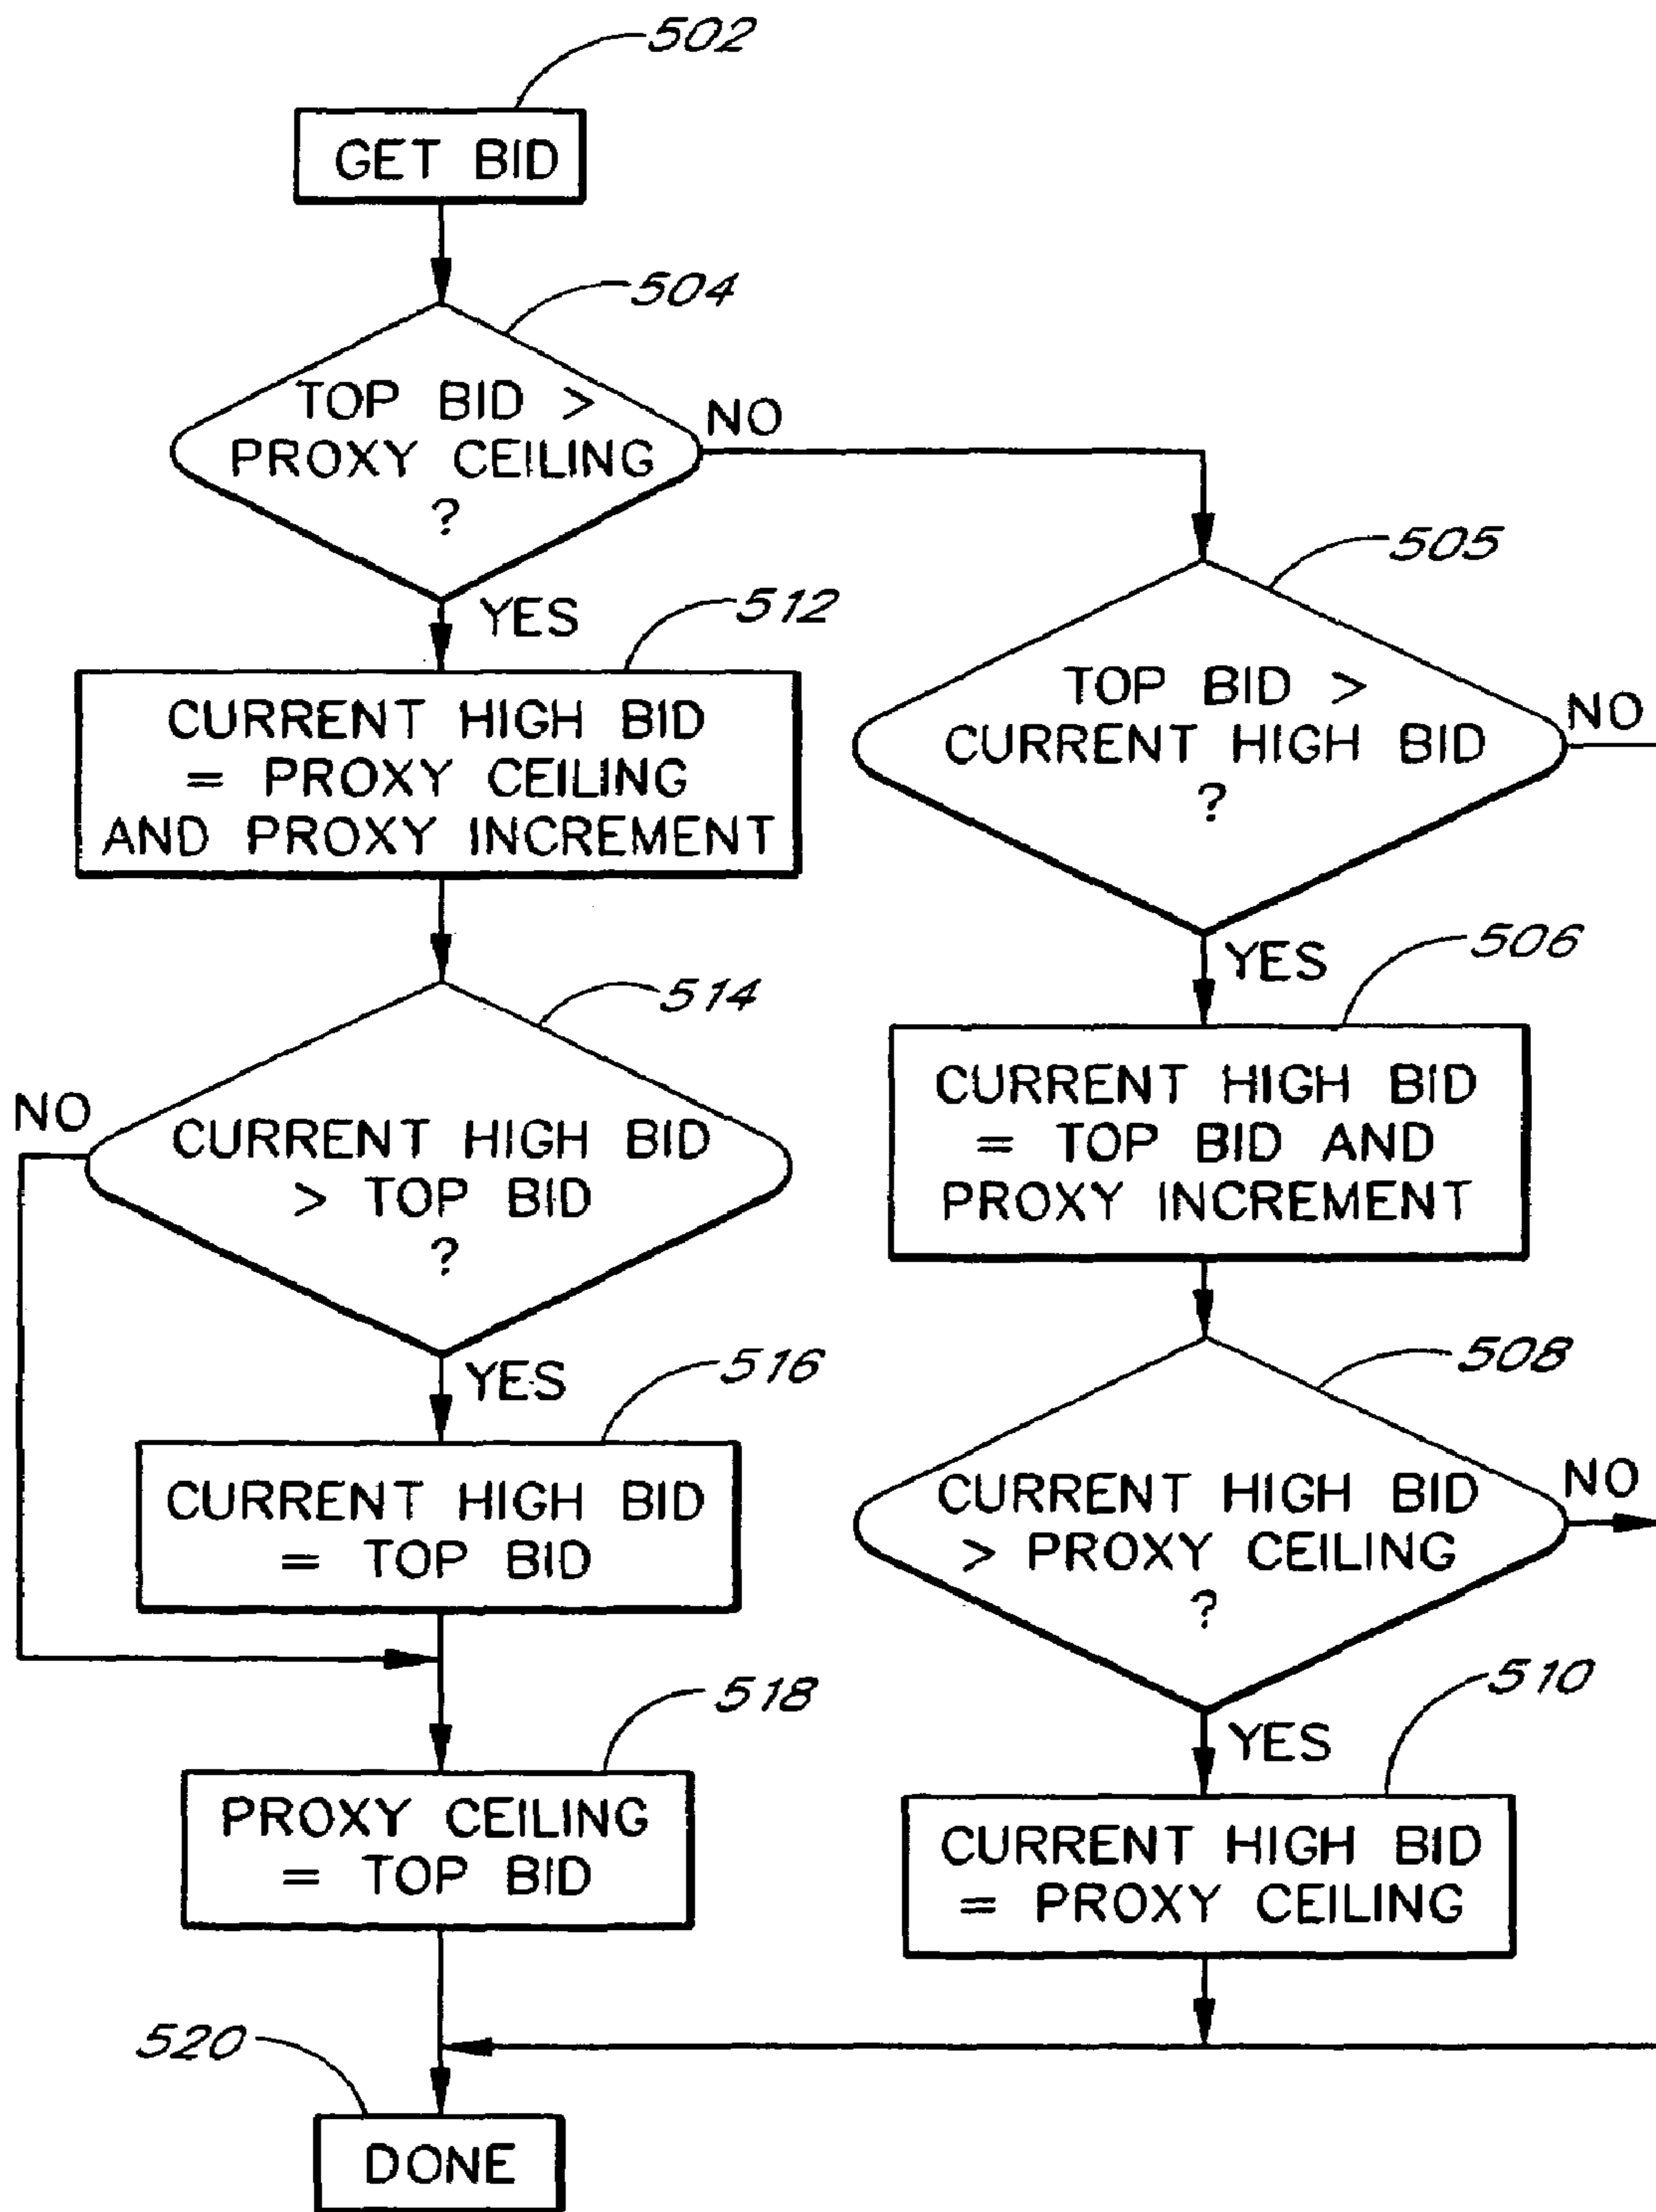 502
GET BID
504
TOP BID >
PROXY CEILING
?
NO
YES
512
CURRENT HIGH BID
= PROXY CEILING
AND PROXY INCREMENT
514
NO
CURRENT HIGH BID
> TOP BID
?
YES
516
CURRENT HIGH BID
= TOP BID
518
PROXY CEILING
= TOP BID
520
DONE
505
TOP BID >
CURRENT HIGH BID
?
NO
YES
506
CURRENT HIGH BID
= TOP BID AND
PROXY INCREMENT
508
CURRENT HIGH BID
> PROXY CEILING
?
NO
YES
510
CURRENT HIGH BID
= PROXY CEILING